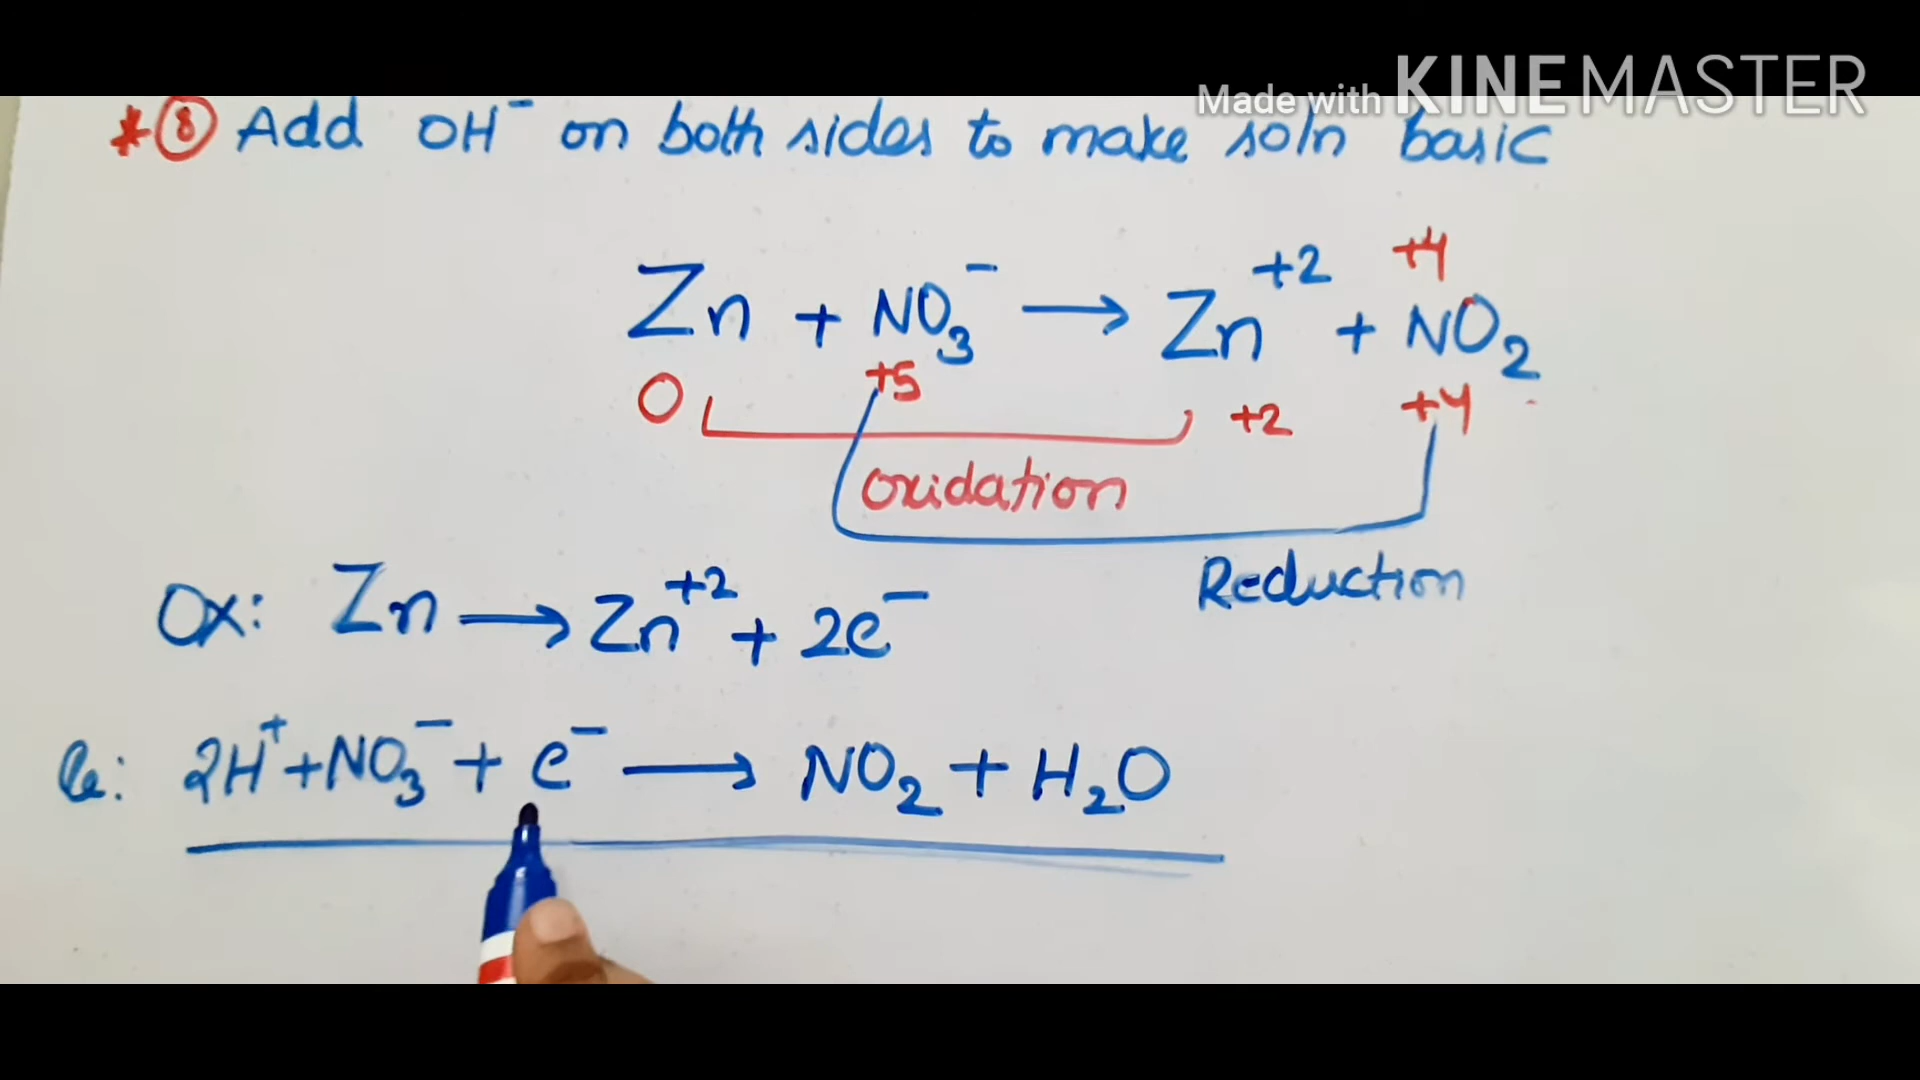 Made with KINEMASTER
* ⑧ Add OH⁻ on both sides to make soln basic
+4
Zn + NO₃⁻ → Zn⁺² + NO₂
0 +5 +2 +4
oxidation
Reduction
Ox: Zn → Zn⁺² + 2e⁻
2H⁺ + NO₃⁻ + e⁻ → NO₂ + H₂O